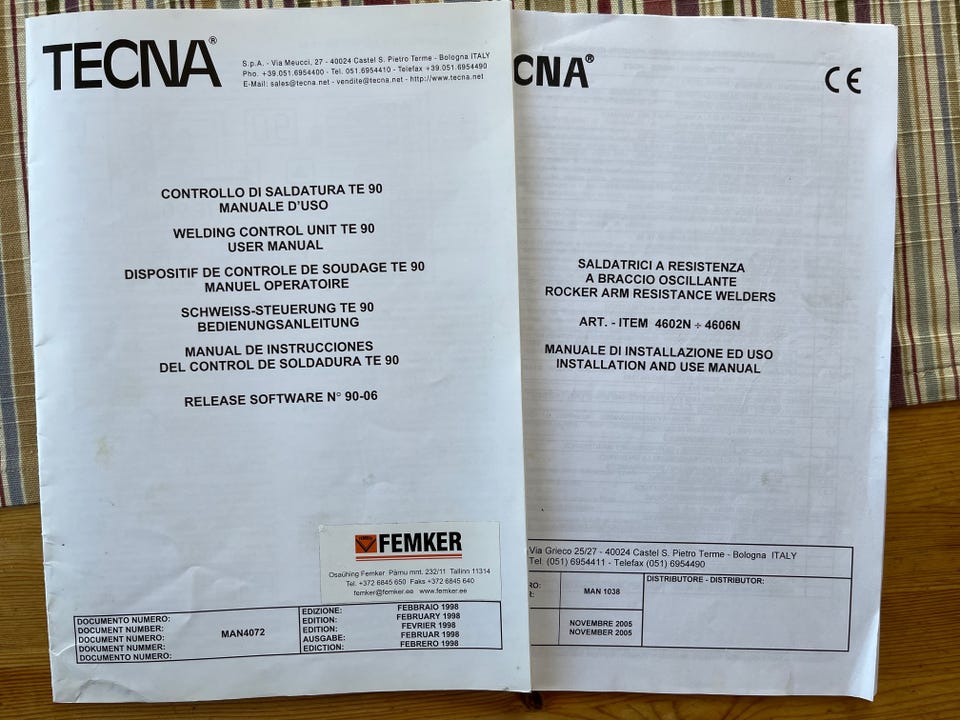 TECNA®
S.p.A. - Via Meucci, 27 - 40024 Castel S. Pietro Terme - Bologna ITALY
Pho. +39.051.6954400 - Tel. 051.6954410 - Telefax +39.051.6954490
E-Mail: sales@tecna.net - vendite@tecna.net - http://www.tecna.net
CONTROLLO DI SALDATURA TE 90
MANUALE D'USO
WELDING CONTROL UNIT TE 90
USER MANUAL
DISPOSITIF DE CONTROLE DE SOUDAGE TE 90
MANUEL OPERATOIRE
SCHWEISS-STEUERUNG TE 90
BEDIENUNGSANLEITUNG
MANUAL DE INSTRUCCIONES
DEL CONTROL DE SOLDADURA TE 90
RELEASE SOFTWARE N° 90-06
FEMKER
Osaühing Femker Pärnu mnt. 232/11 Tallinn 11314
Tel. +372 6845 650 Faks +372 6845 640
femker@femker.ee www.femker.ee
DOCUMENTO NUMERO:
DOCUMENT NUMBER:
DOCUMENTO NUMERO:
DOKUMENT NUMMER:
DOCUMENTO NUMERO:
MAN4072
EDIZIONE: FEBBRAIO 1998
EDITION: FEBRUARY 1998
EDITION: FEVRIER 1998
AUSGABE: FEBRUAR 1998
EDICTION: FEBRERO 1998
CNA®
CE
SALDATRICI A RESISTENZA
A BRACCIO OSCILLANTE
ROCKER ARM RESISTANCE WELDERS
ART. - ITEM 4602N ÷ 4606N
MANUALE DI INSTALLAZIONE ED USO
INSTALLATION AND USE MANUAL
Via Grieco 25/27 - 40024 Castel S. Pietro Terme - Bologna ITALY
Tel. (051) 6954411 - Telefax (051) 6954490
RO:
R:
MAN 1038
DISTRIBUTORE - DISTRIBUTOR:
NOVEMBRE 2005
NOVEMBER 2005